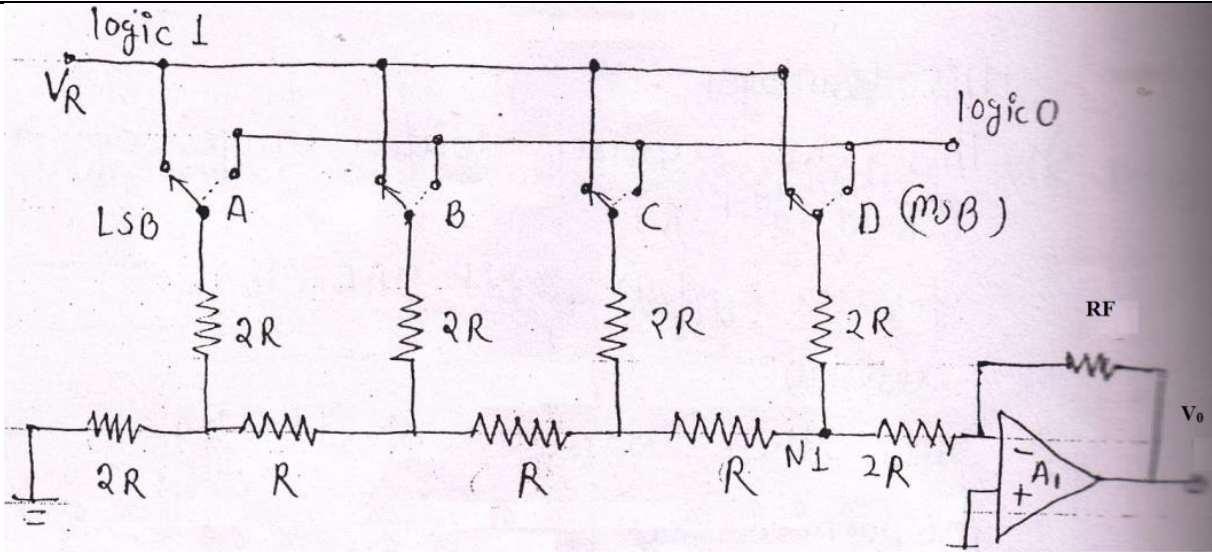 logic 1
VR
logic 0
LSB A B C D (MSB)
2R 2R 2R 2R
RF
V₀
2R R R R N1 2R
- A1
+